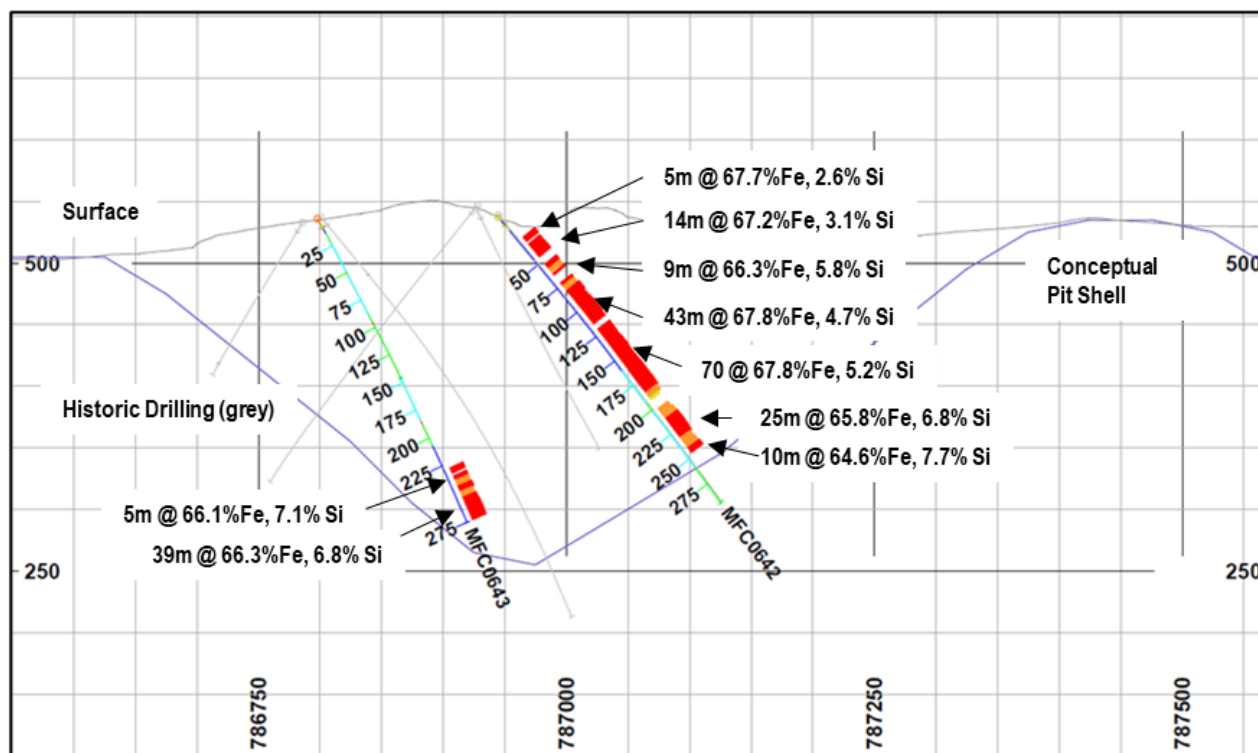 5m @ 67.7%Fe, 2.6% Si
Surface
14m @ 67.2%Fe, 3.1% Si
500
500
9m @ 66.3%Fe, 5.8% Si
Conceptual
Pit Shell
43m @ 67.8%Fe, 4.7% Si
70 @ 67.8%Fe, 5.2% Si
Historic Drilling (grey)
25m @ 65.8%Fe, 6.8% Si
10m @ 64.6%Fe, 7.7% Si
25
50
75
100
125
150
175
200
225
275
MFC0643
50
75
100
125
150
175
200
225
250
275
MFC0642
5m @ 66.1%Fe, 7.1% Si
39m @ 66.3%Fe, 6.8% Si
250
250
786750
787000
787250
787500